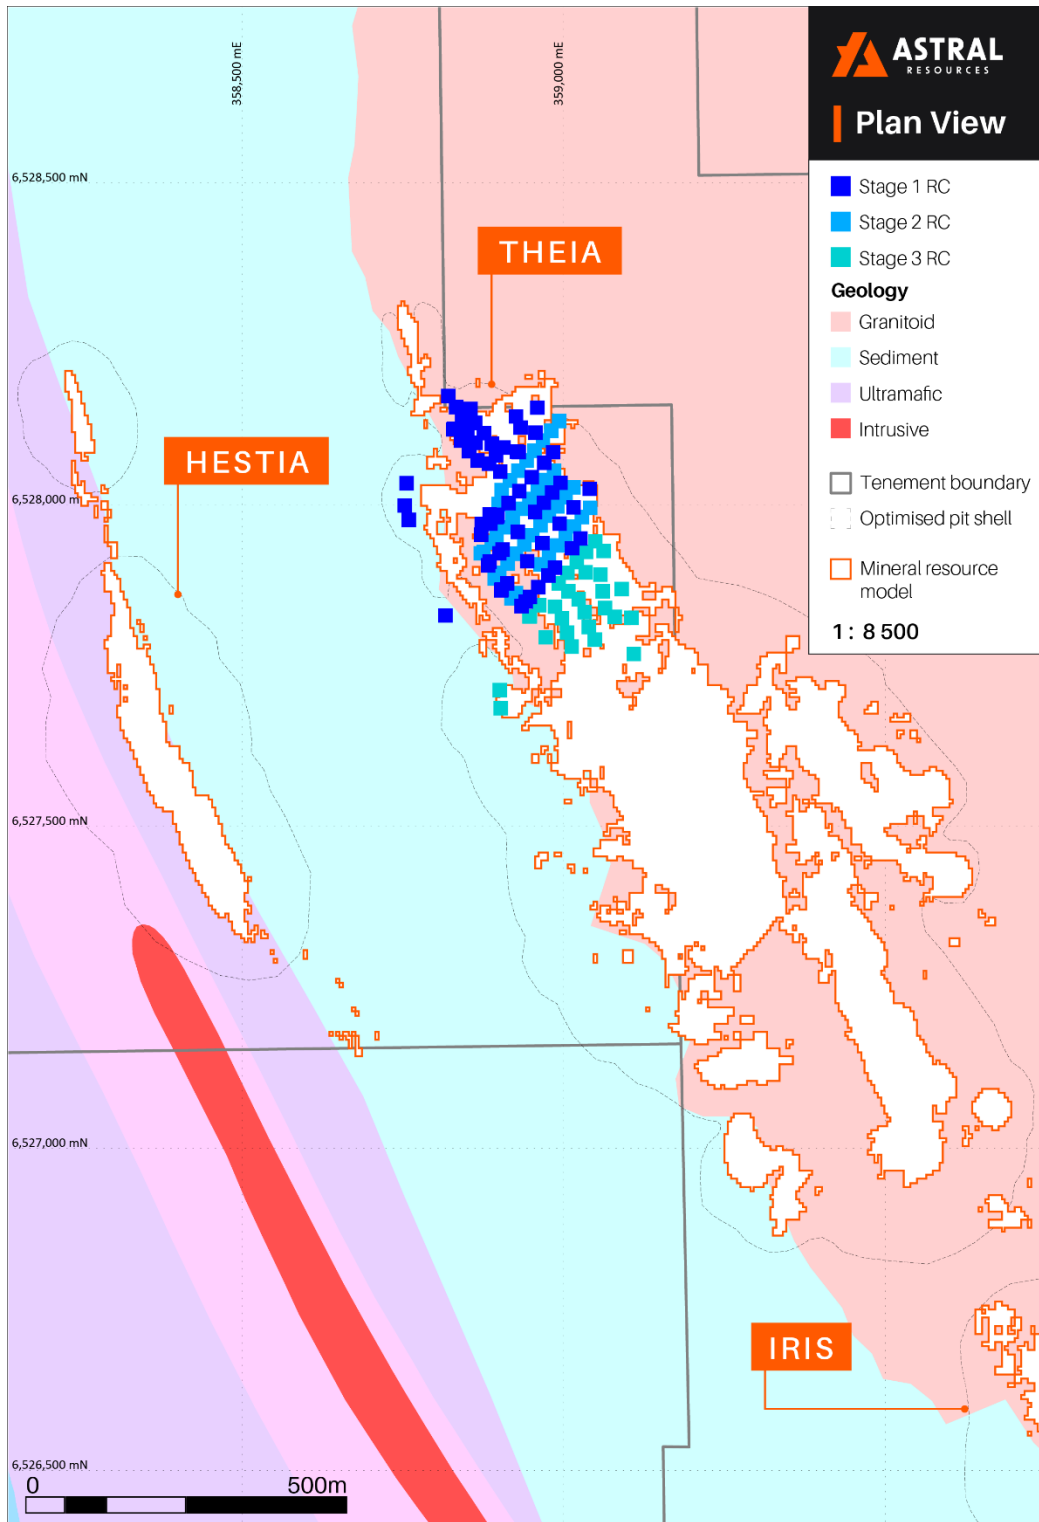 ASTRAL
RESOURCES
Plan View
358,500 mE
359,000 mE
6,528,500 mN
Stage 1 RC
Stage 2 RC
Stage 3 RC
Geology
Granitoid
Sediment
Ultramafic
Intrusive
Tenement boundary
Optimised pit shell
Mineral resource
model
1: 8 500
THEIA
HESTIA
6,528,000 mN
6,527,500 mN
6,527,000 mN
IRIS
6,526,500 mN
0 500m